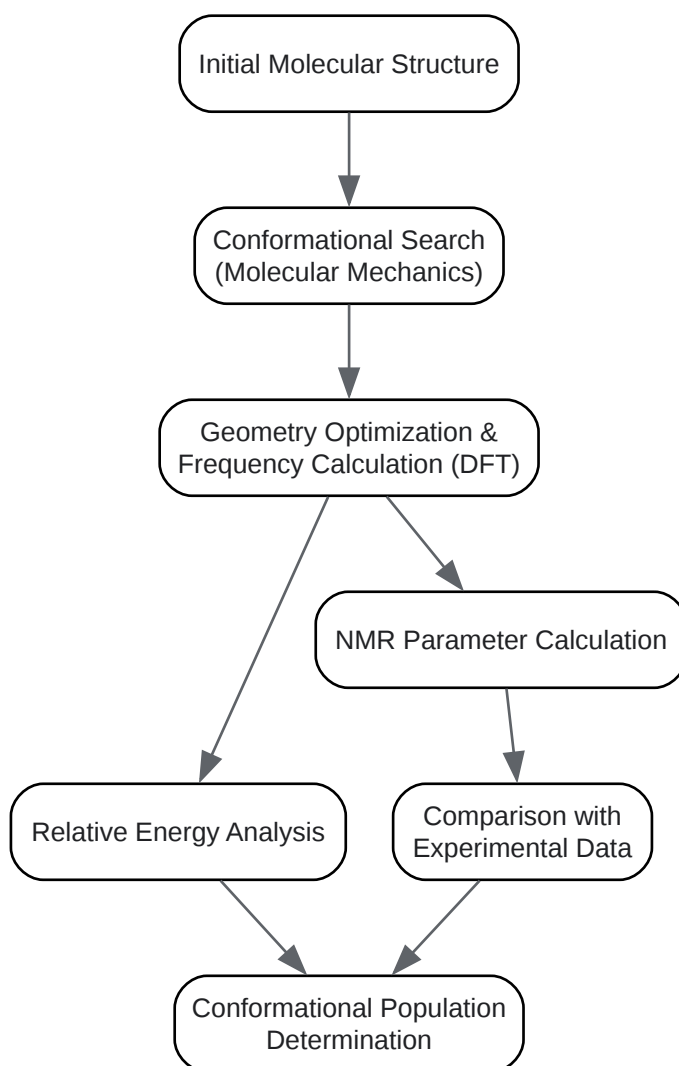 Initial Molecular Structure
Conformational Search
(Molecular Mechanics)
Geometry Optimization &
Frequency Calculation (DFT)
NMR Parameter Calculation
Relative Energy Analysis
Comparison with
Experimental Data
Conformational Population
Determination